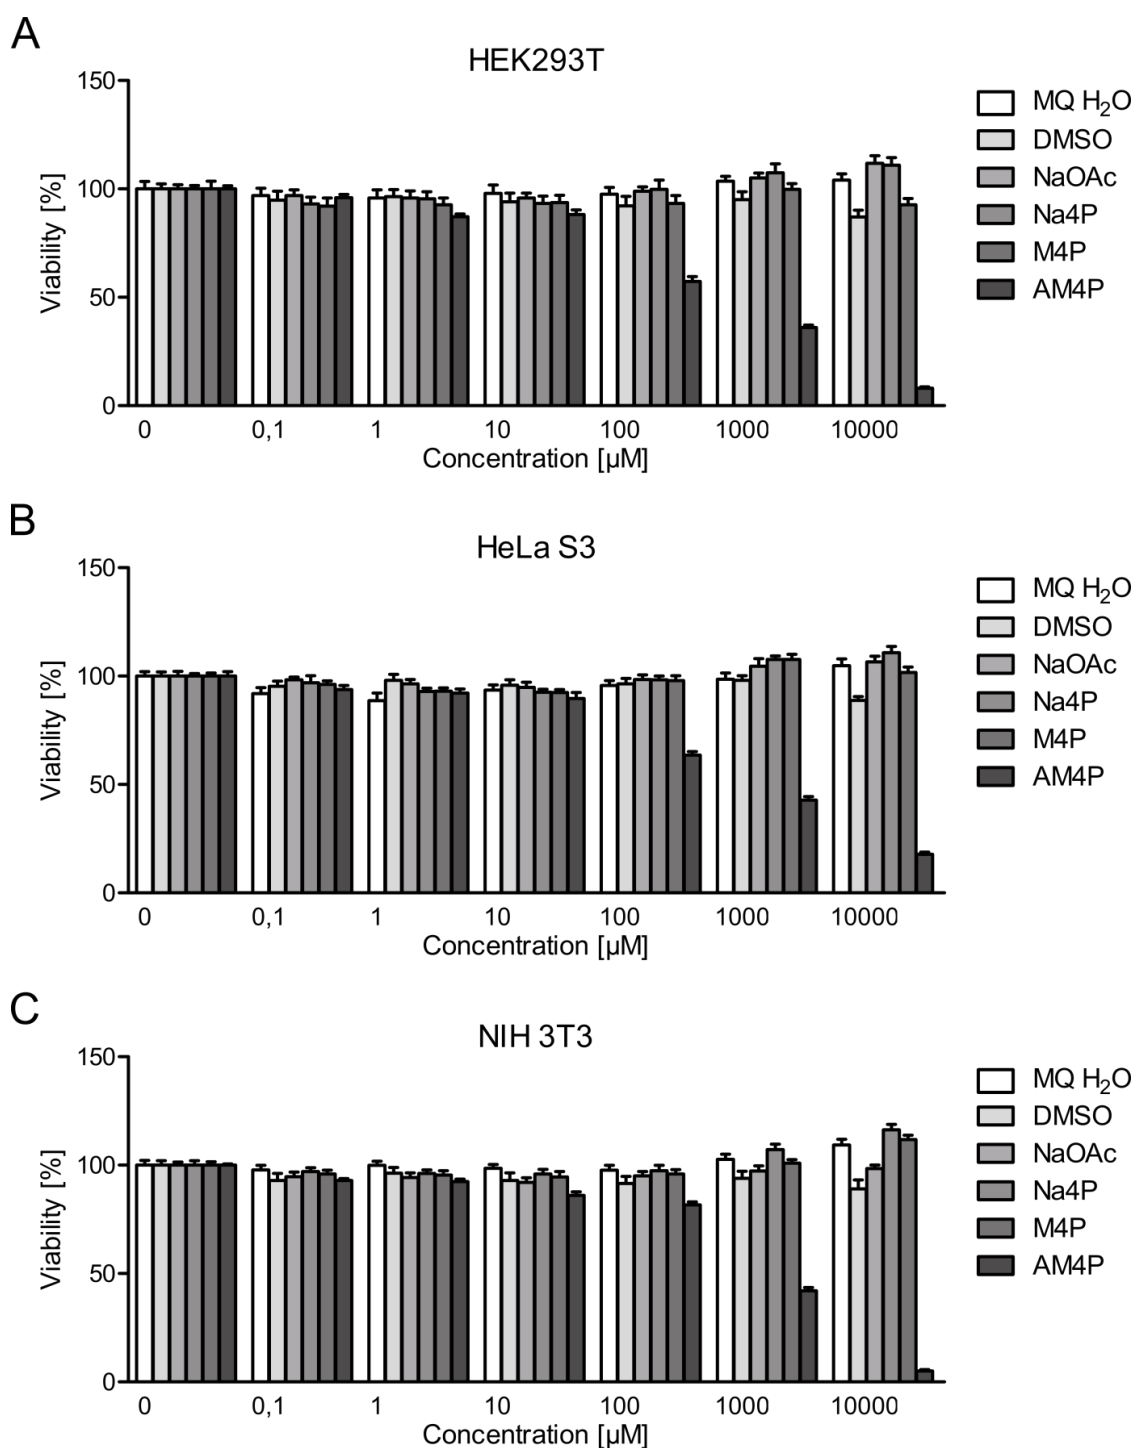 A
HEK293T
150
100
50
0
Viability [%]
0 0,1 1 10 100 1000 10000
Concentration [µM]
MQ H₂O
DMSO
NaOAc
Na4P
M4P
AM4P
B
HeLa S3
150
100
50
0
Viability [%]
0 0,1 1 10 100 1000 10000
Concentration [µM]
MQ H₂O
DMSO
NaOAc
Na4P
M4P
AM4P
C
NIH 3T3
150
100
50
0
Viability [%]
0 0,1 1 10 100 1000 10000
Concentration [µM]
MQ H₂O
DMSO
NaOAc
Na4P
M4P
AM4P